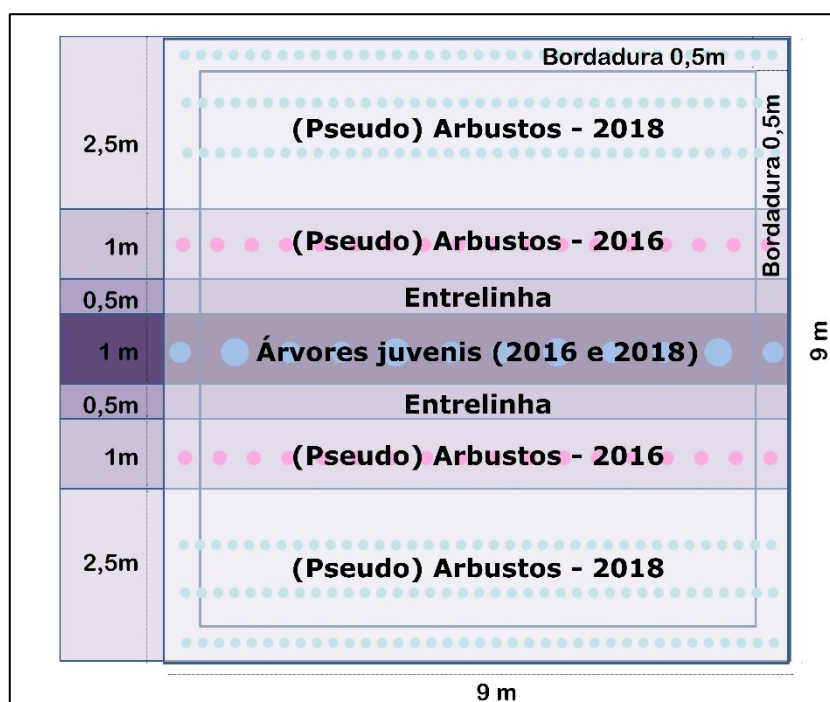 Bordadura 0,5m
2,5m
(Pseudo) Arbustos - 2018
Bordadura 0,5m
1m
(Pseudo) Arbustos - 2016
0,5m
Entrelinha
1 m
Árvores juvenis (2016 e 2018)
9 m
0,5m
Entrelinha
1m
(Pseudo) Arbustos - 2016
2,5m
(Pseudo) Arbustos - 2018
9 m